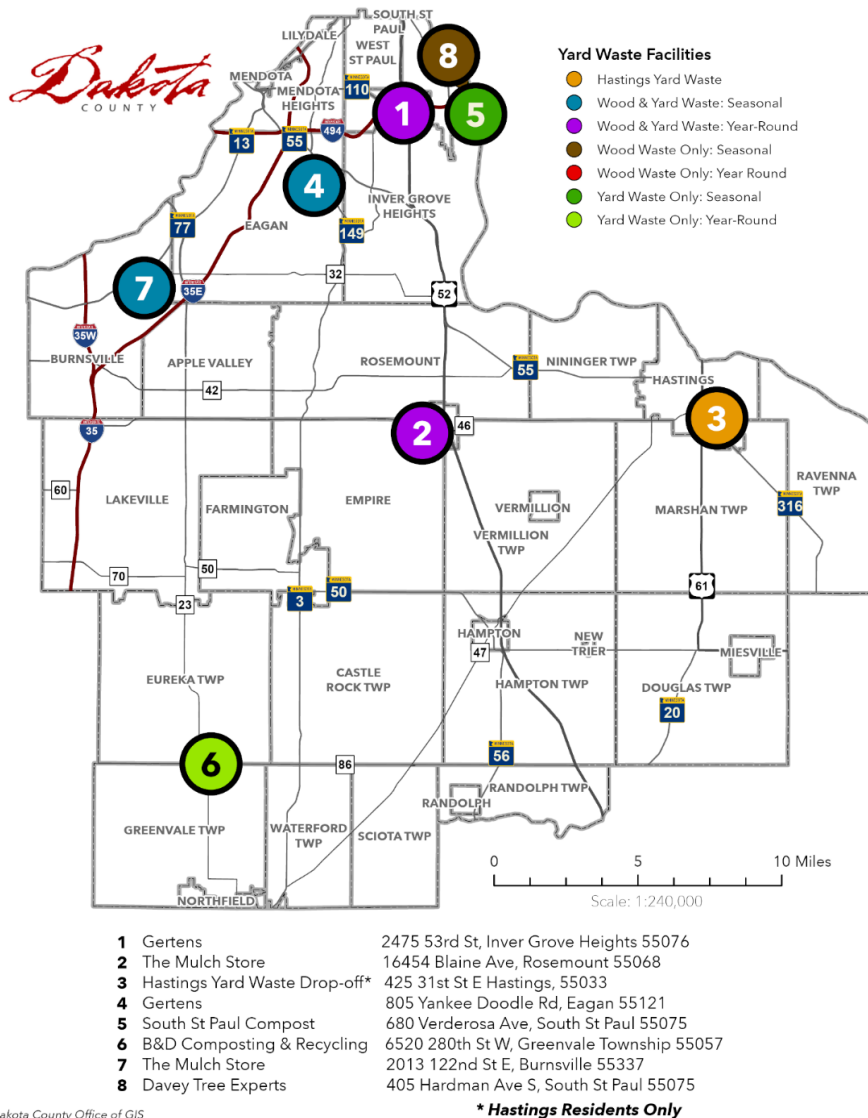 Dakota
COUNTY
SOUTH ST
PAUL
LILYDALE
WEST
ST PAUL
8
Yard Waste Facilities
Hastings Yard Waste
Wood & Yard Waste: Seasonal
Wood & Yard Waste: Year-Round
Wood Waste Only: Seasonal
Wood Waste Only: Year Round
Yard Waste Only: Seasonal
Yard Waste Only: Year-Round
MENDOTA
MENDOTA
HEIGHTS
110
1
5
13
55
494
4
INVER GROVE
HEIGHTS
77
EAGAN
149
32
7
35E
52
35W
BURNSVILLE
APPLE VALLEY
ROSEMOUNT
55
NININGER TWP
HASTINGS
42
35
2
46
3
60
LAKEVILLE
FARMINGTON
EMPIRE
VERMILLION
VERMILLION
TWP
MARSHAN TWP
RAVENNA
TWP
316
70
50
23
3
50
61
HAMPTON
47
NEW
TRIER
MIESVILLE
EUREKA TWP
CASTLE
ROCK TWP
HAMPTON TWP
DOUGLAS TWP
20
6
86
56
RANDOLPH
RANDOLPH TWP
GREENVALE TWP
WATERFORD
TWP
SCIOTA TWP
NORTHFIELD
0 5 10 Miles
Scale: 1:240,000
1 Gertens 2475 53rd St, Inver Grove Heights 55076
2 The Mulch Store 16454 Blaine Ave, Rosemount 55068
3 Hastings Yard Waste Drop-off* 425 31st St E Hastings, 55033
4 Gertens 805 Yankee Doodle Rd, Eagan 55121
5 South St Paul Compost 680 Verderosa Ave, South St Paul 55075
6 B&D Composting & Recycling 6520 280th St W, Greenvale Township 55057
7 The Mulch Store 2013 122nd St E, Burnsville 55337
8 Davey Tree Experts 405 Hardman Ave S, South St Paul 55075
* Hastings Residents Only
akota County Office of GIS